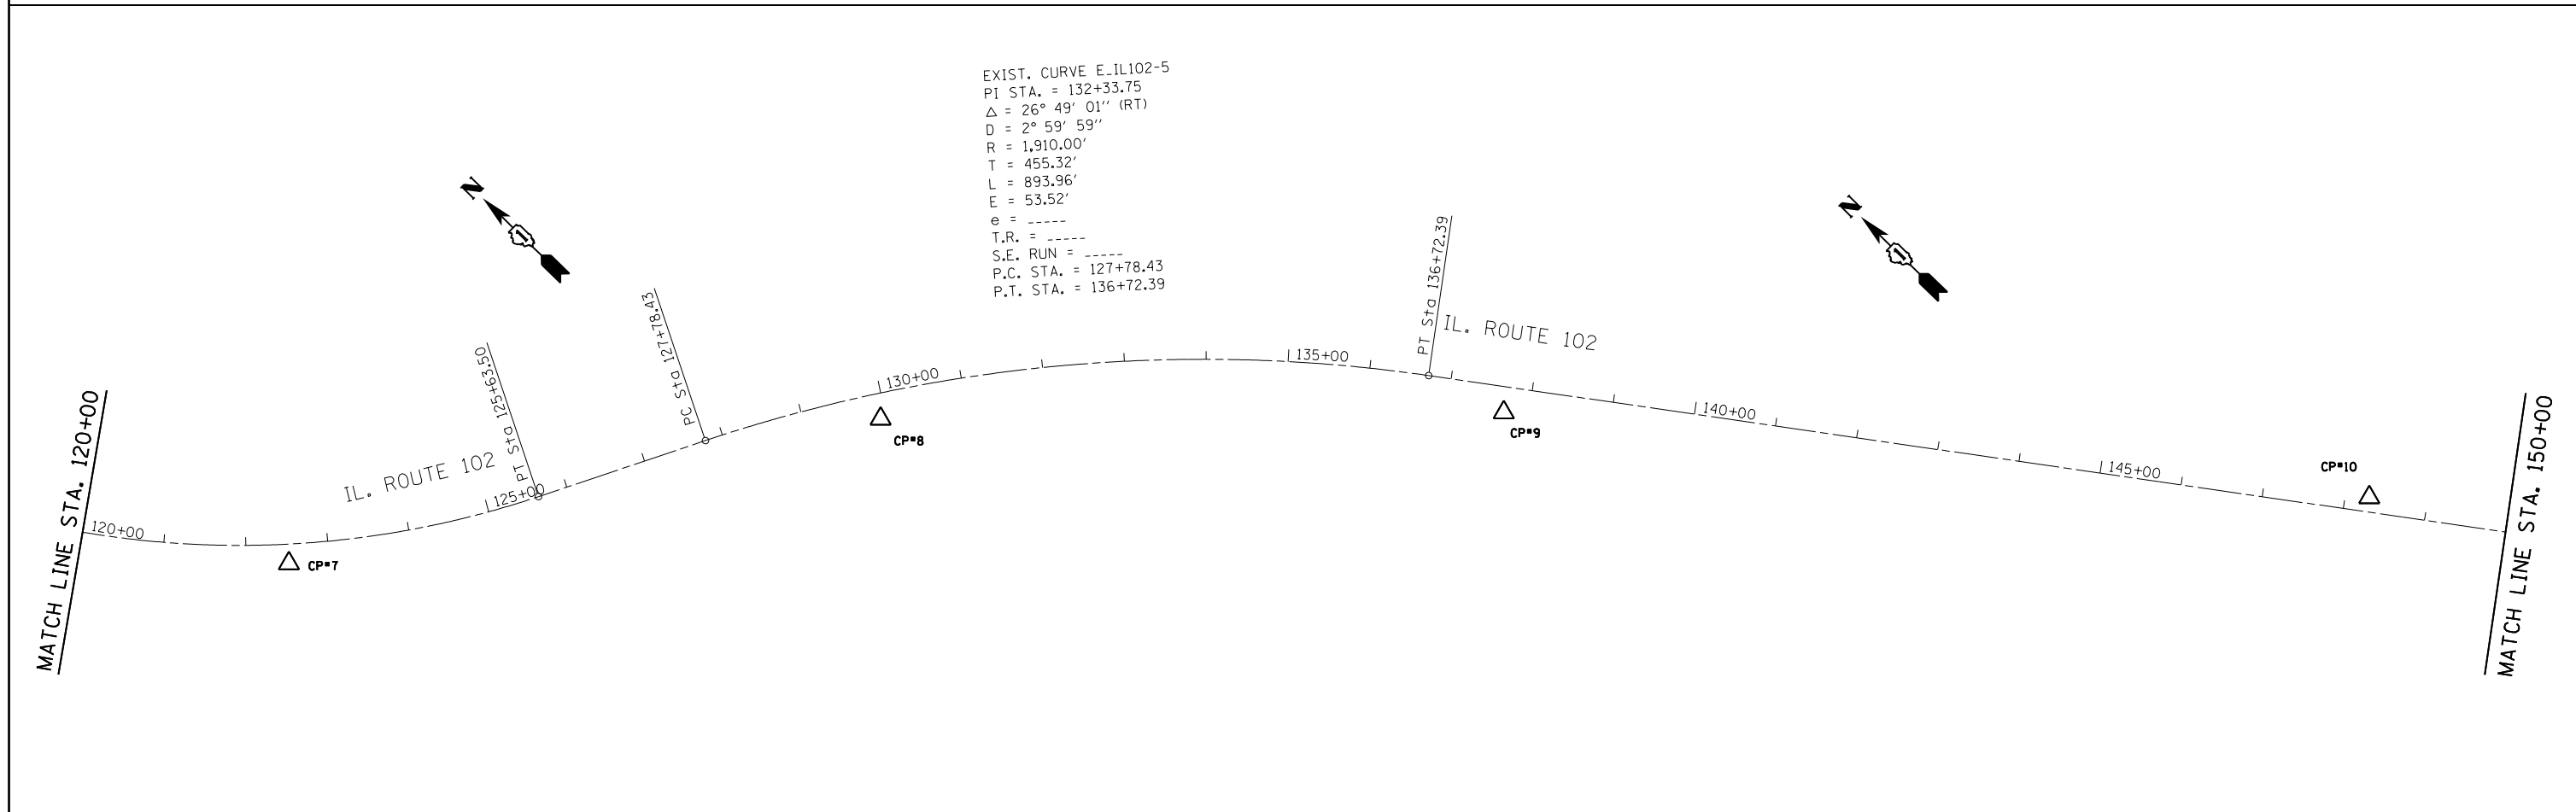 EXIST. CURVE E_IL102-5
PI STA. = 132+33.75
△ = 26° 49' 01'' (RT)
D = 2° 59' 59''
R = 1,910.00'
T = 455.32'
L = 893.96'
E = 53.52'
e = -----
T.R. = -----
S.E. RUN = -----
P.C. STA. = 127+78.43
P.T. STA. = 136+72.39
N
N
MATCH LINE STA. 120+00
120+00
CP#7
IL. ROUTE 102
125+00
PT Sta 125+63.50
PC Sta 127+78.43
130+00
CP#8
135+00
PT Sta 136+72.39
IL. ROUTE 102
CP#9
140+00
145+00
CP#10
MATCH LINE STA. 150+00